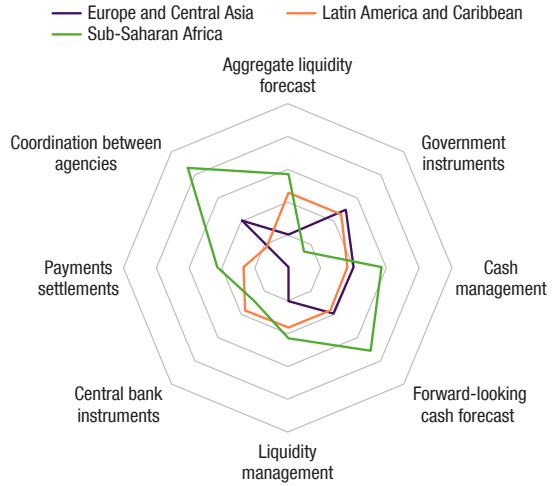 Europe and Central Asia
Latin America and Caribbean
Sub-Saharan Africa
Aggregate liquidity
forecast
Coordination between
agencies
Government
instruments
Payments
settlements
Cash
management
Central bank
instruments
Forward-looking
cash forecast
Liquidity
management